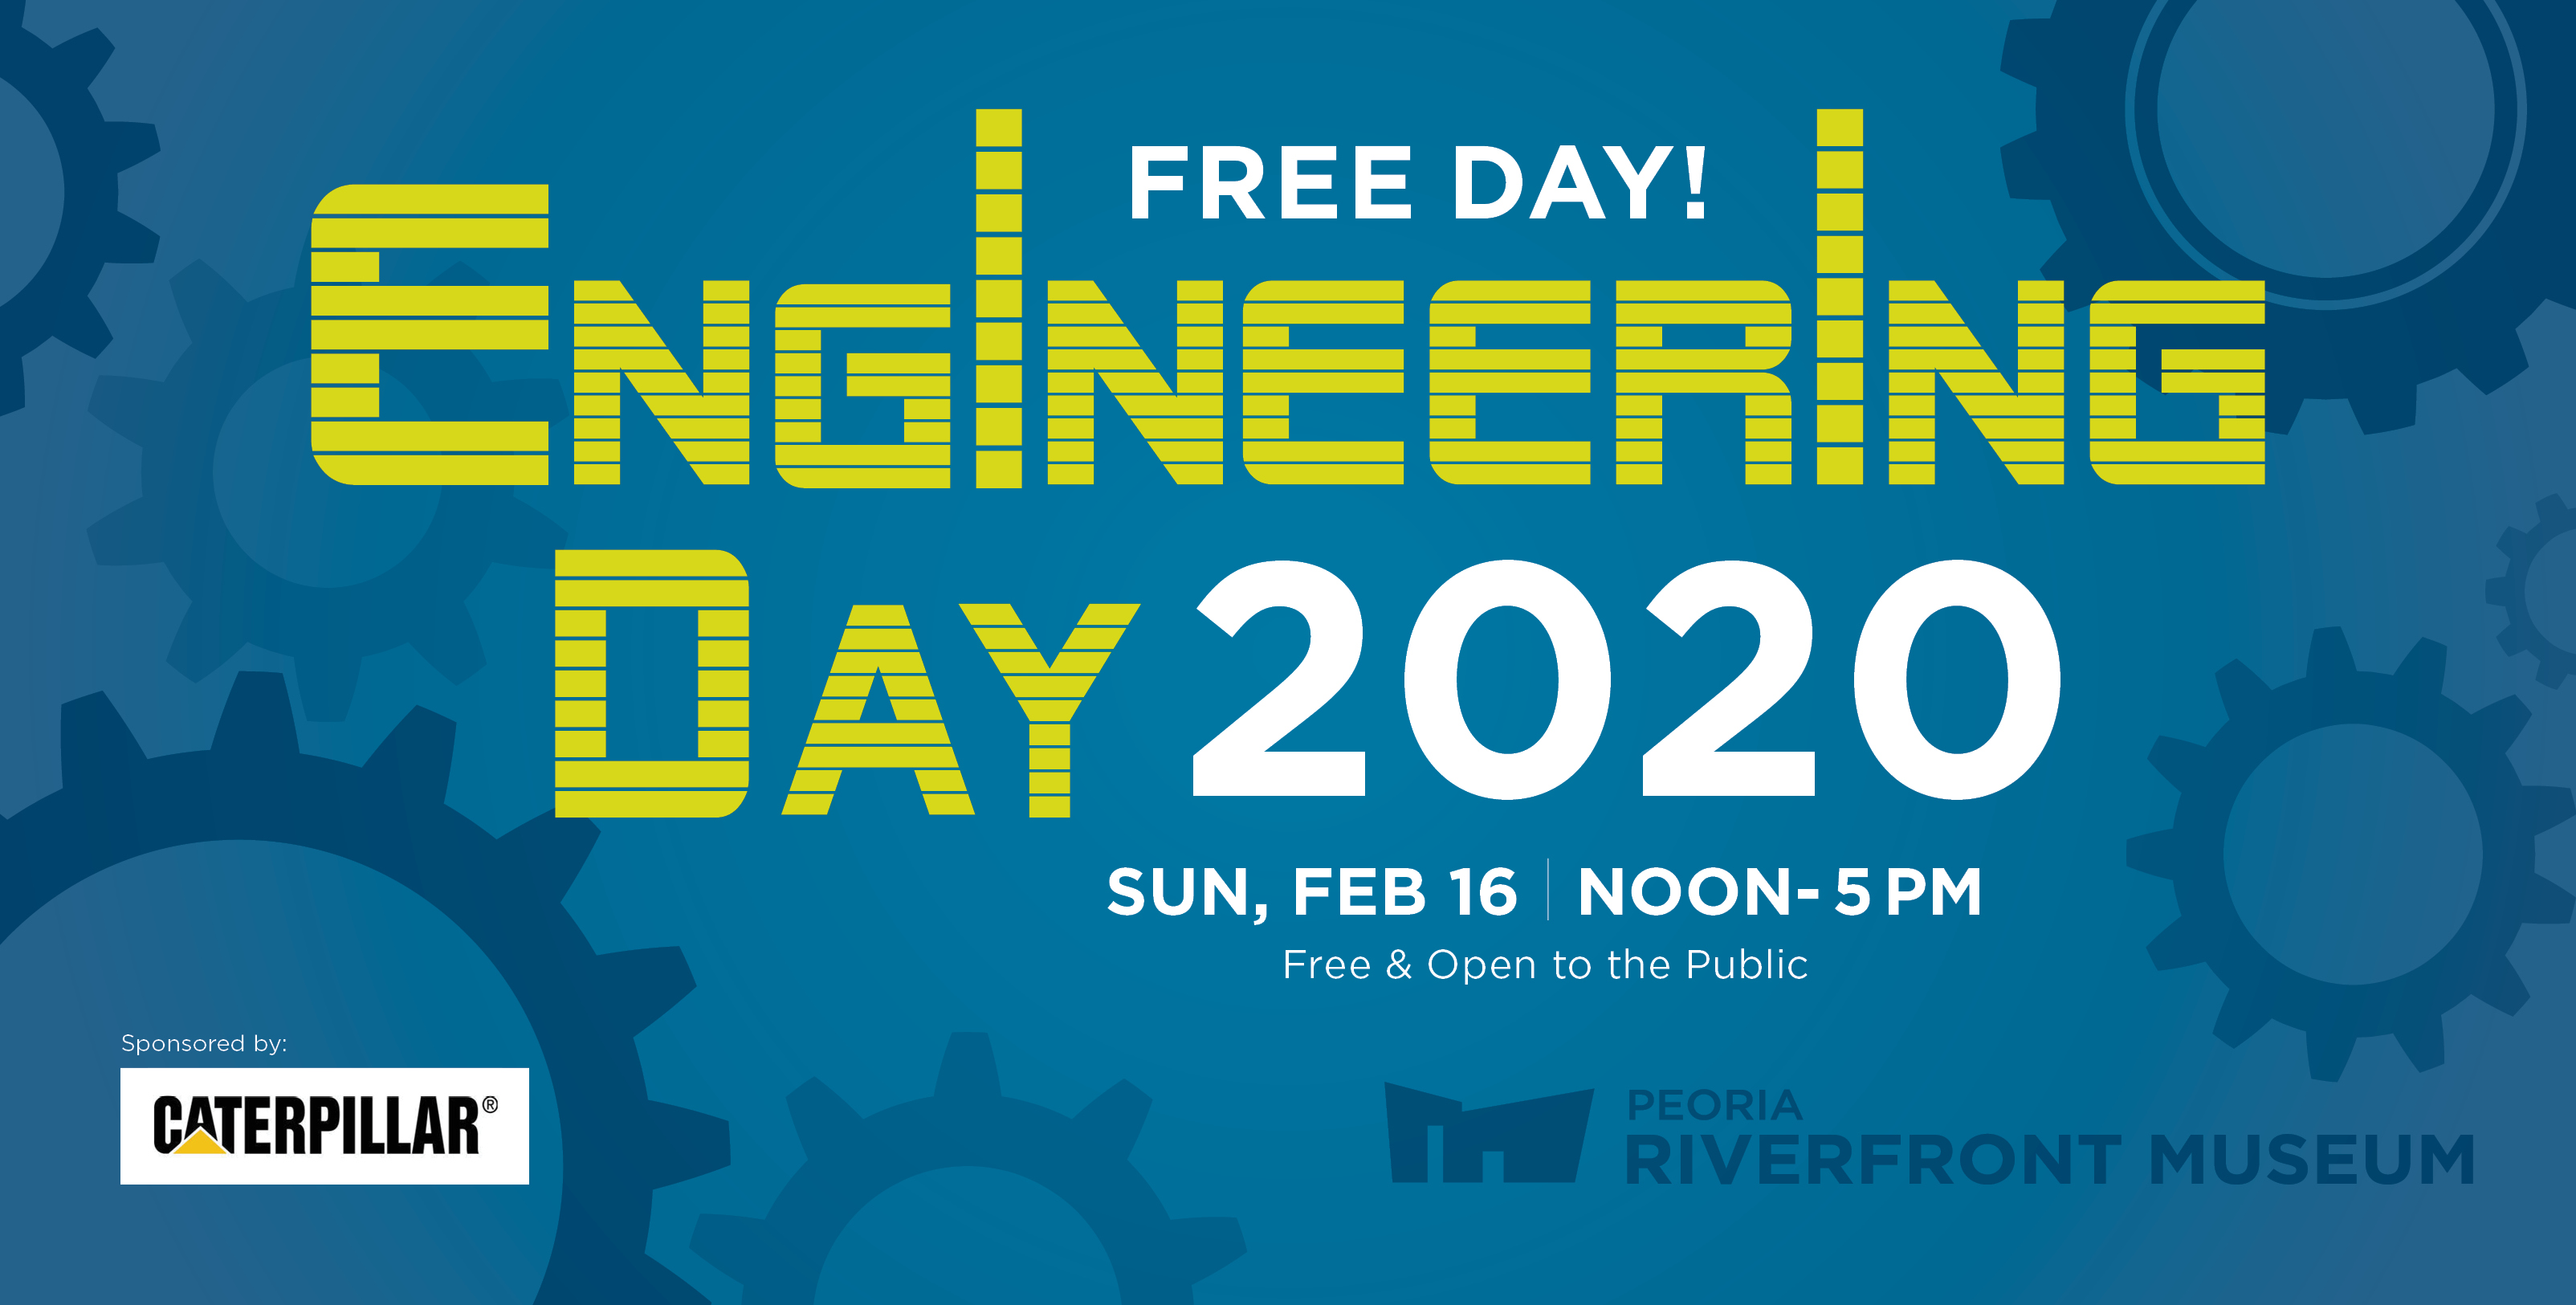 FREE DAY!
ENGINEERING
DAY 2020
SUN, FEB 16 | NOON- 5 PM
Free & Open to the Public
Sponsored by:
CATERPILLAR®
PEORIA
RIVERFRONT MUSEUM